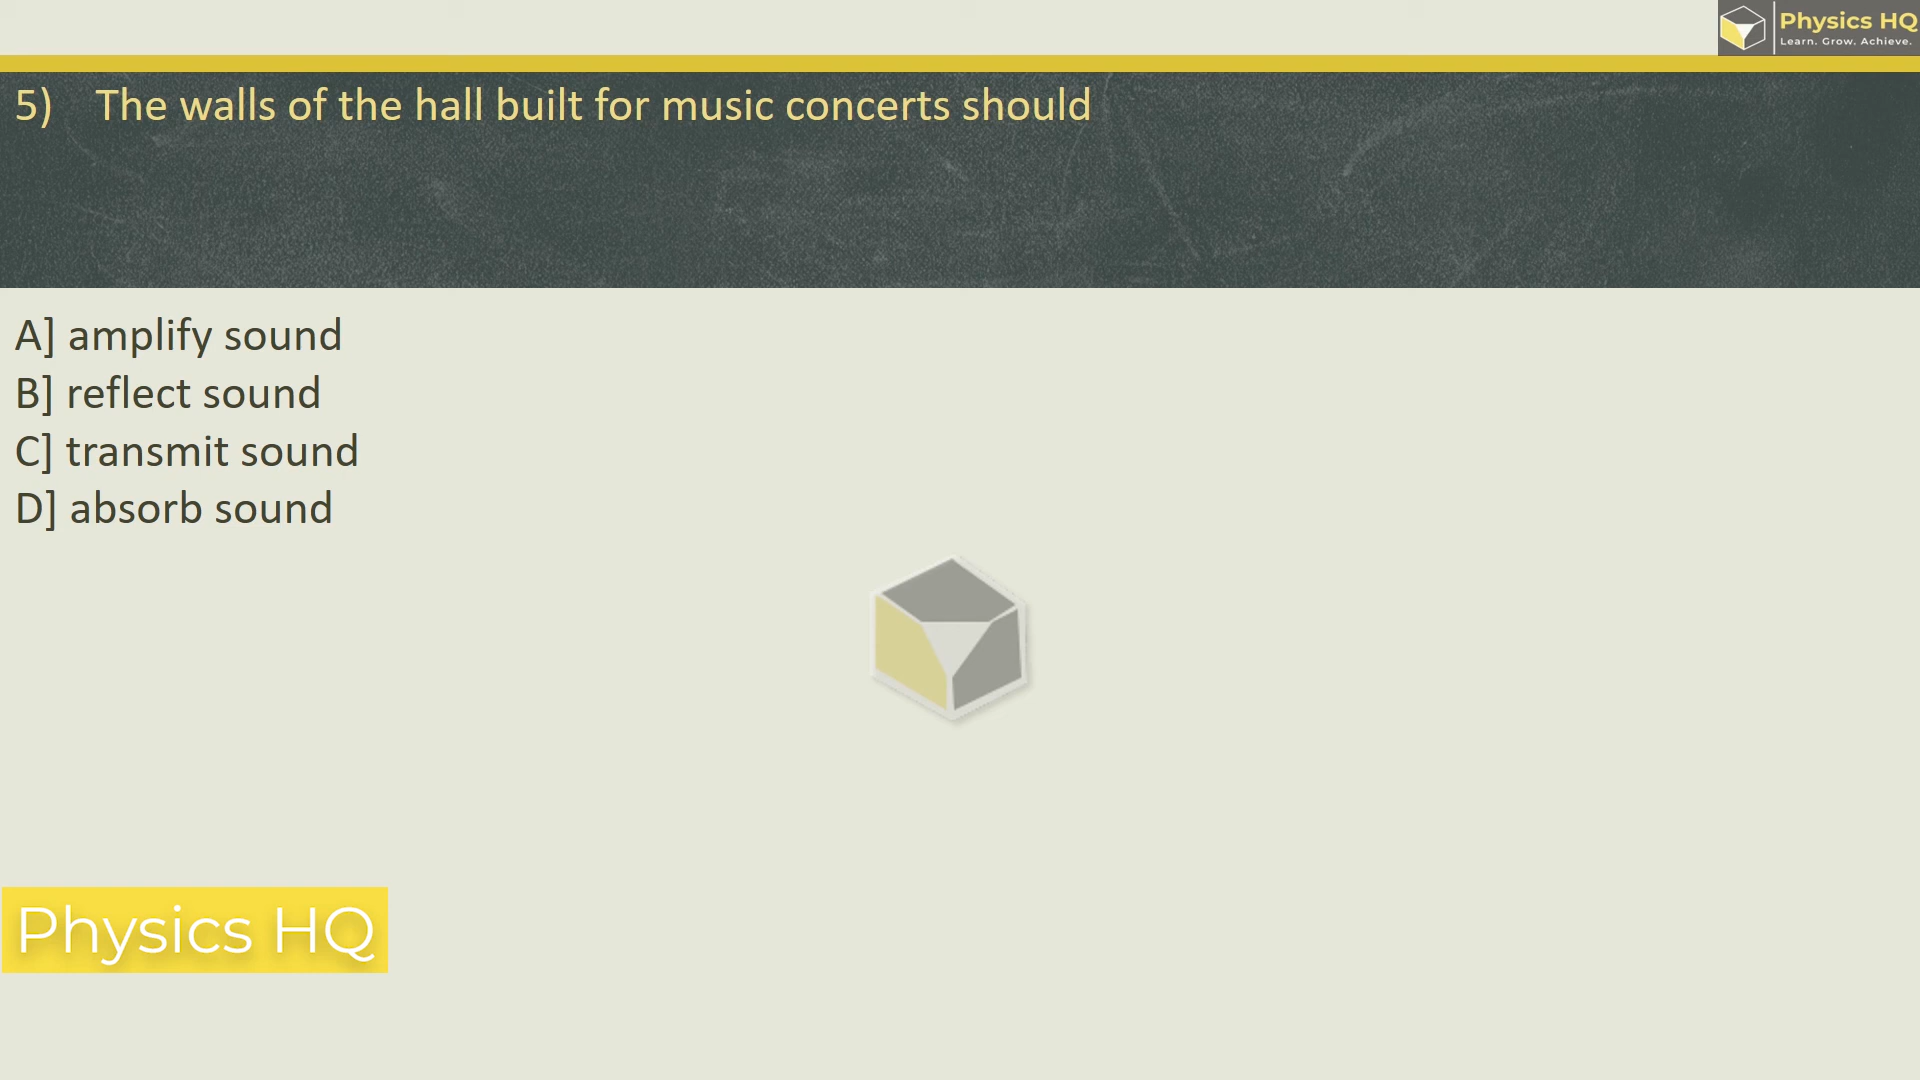 Physics HQ
Learn. Grow. Achieve.
5) The walls of the hall built for music concerts should
A] amplify sound
B] reflect sound
C] transmit sound
D] absorb sound
Physics HQ